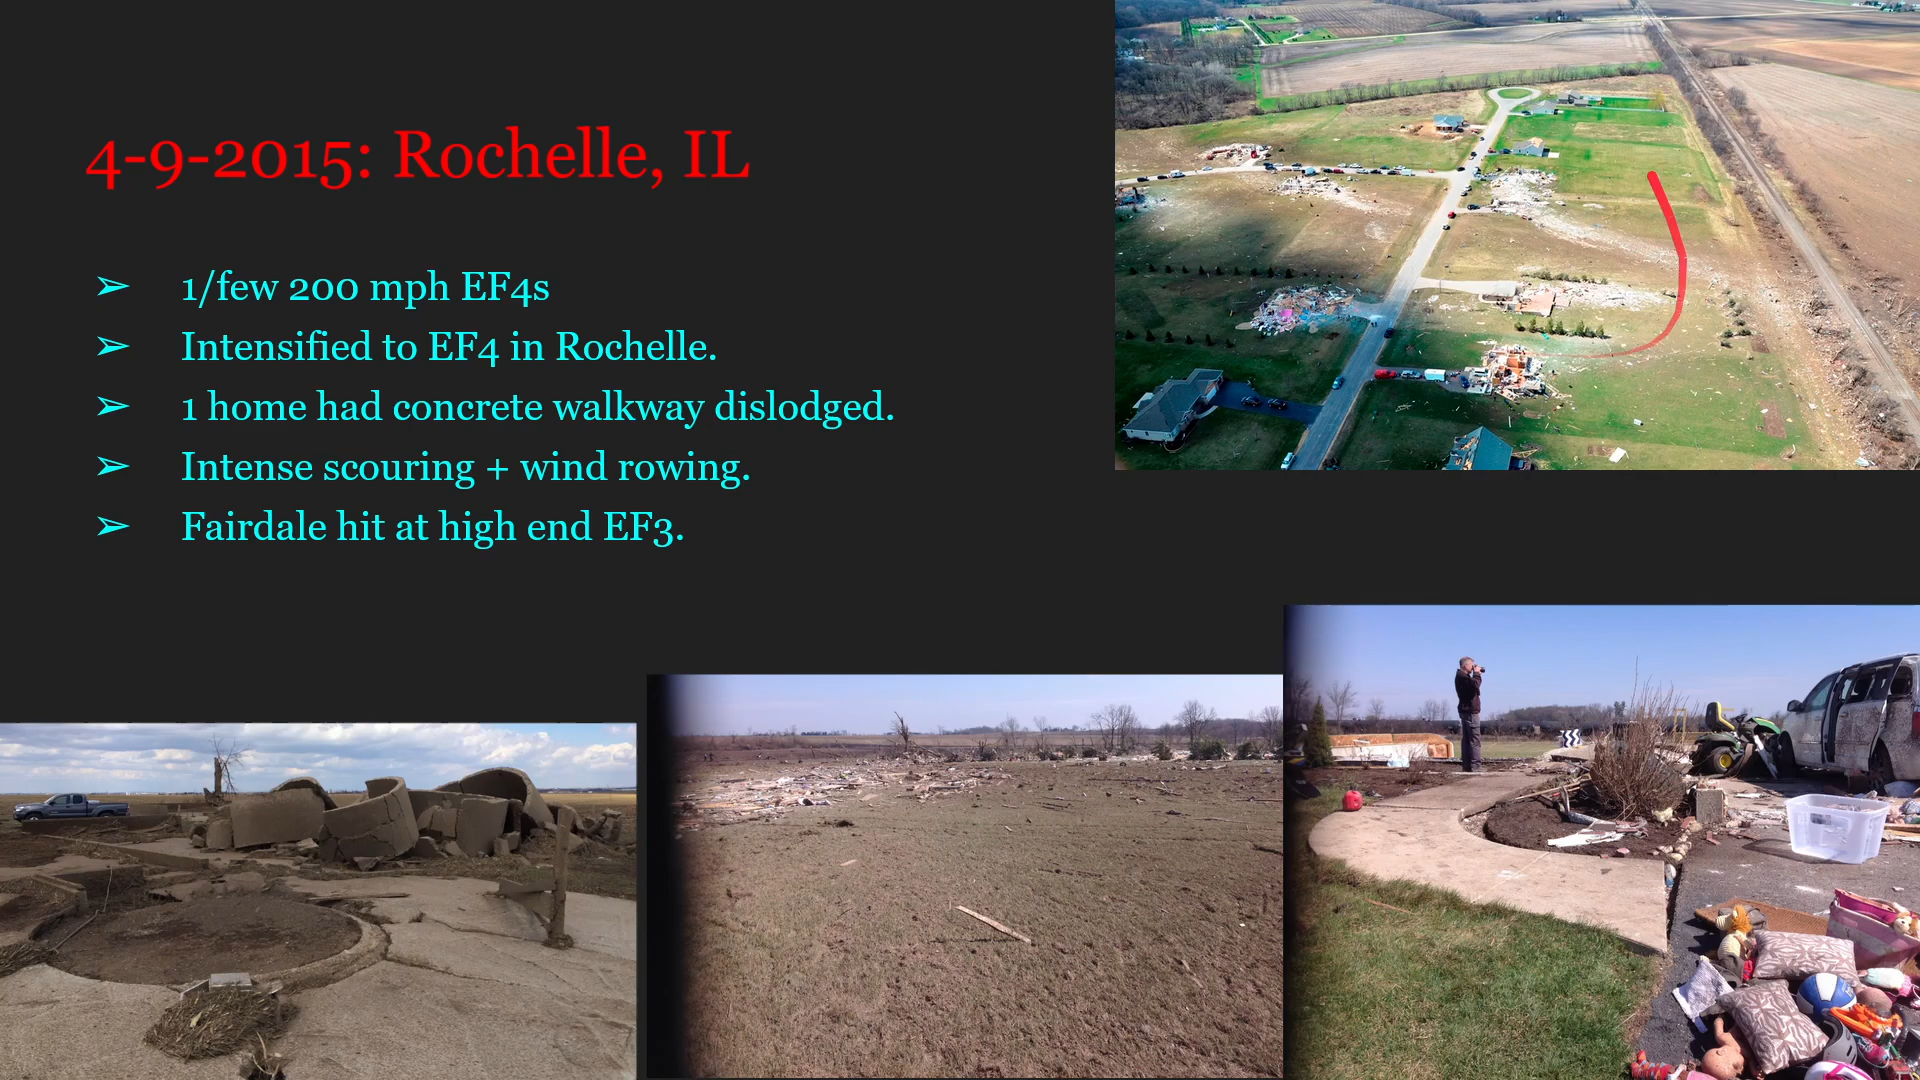 4-9-2015: Rochelle, IL
➢ 1/few 200 mph EF4s
➢ Intensified to EF4 in Rochelle.
➢ 1 home had concrete walkway dislodged.
➢ Intense scouring + wind rowing.
➢ Fairdale hit at high end EF3.